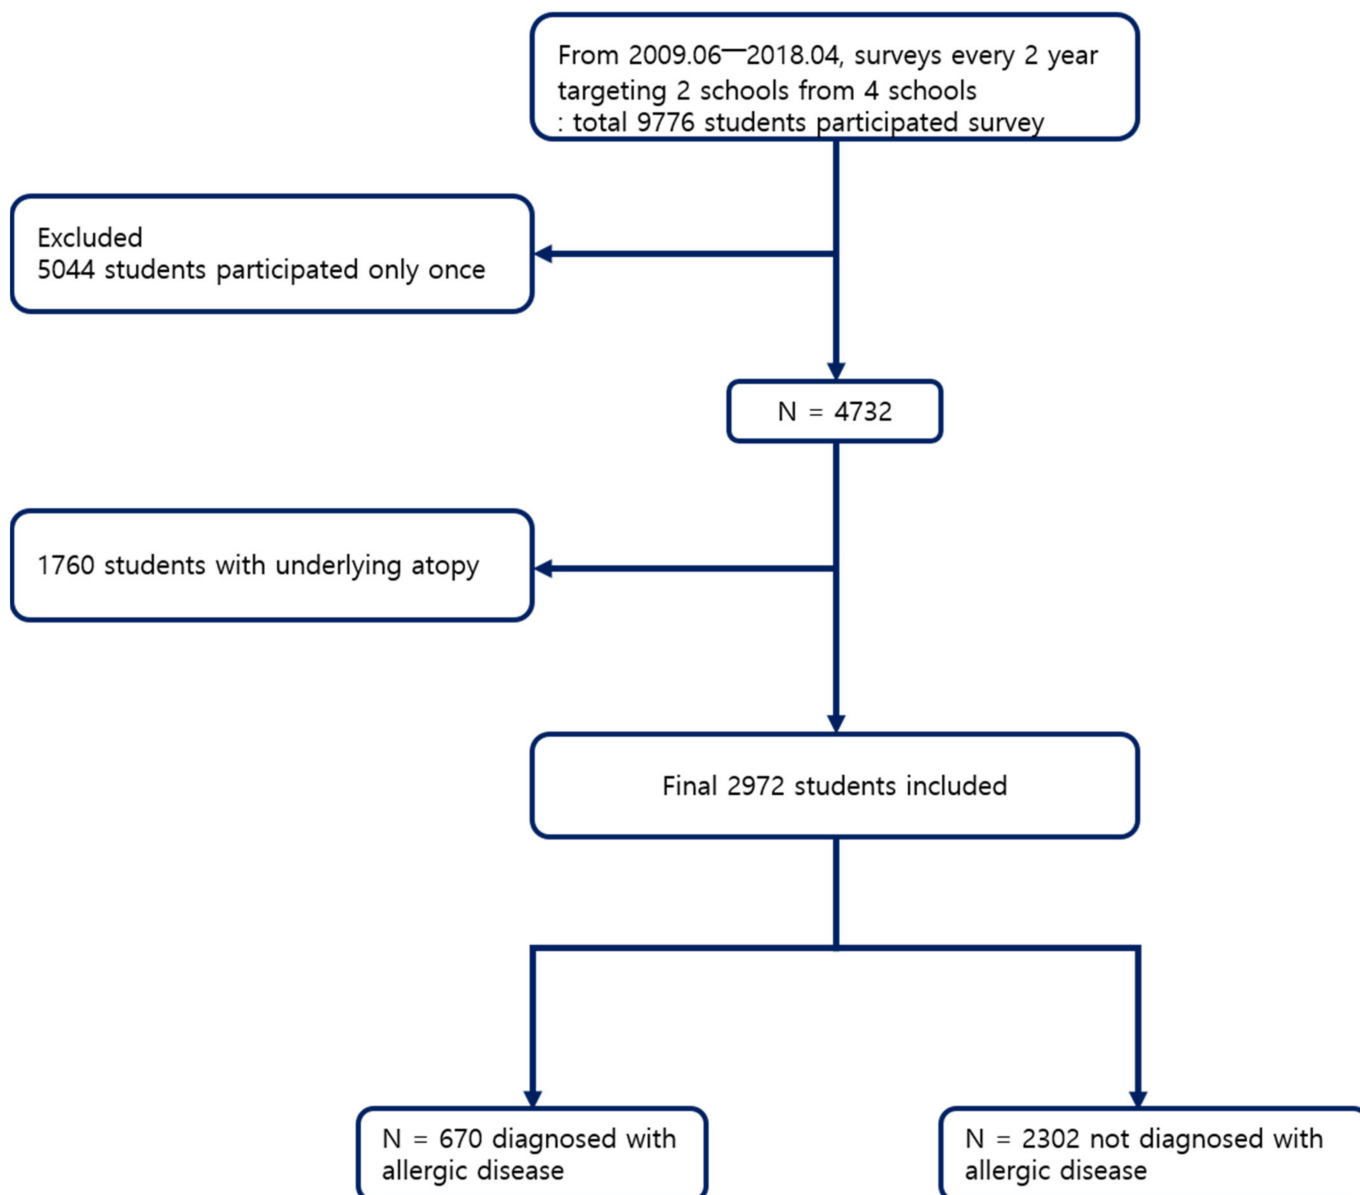 From 2009.06—2018.04, surveys every 2 year
targeting 2 schools from 4 schools
: total 9776 students participated survey
Excluded
5044 students participated only once
N = 4732
1760 students with underlying atopy
Final 2972 students included
N = 670 diagnosed with
allergic disease
N = 2302 not diagnosed with
allergic disease